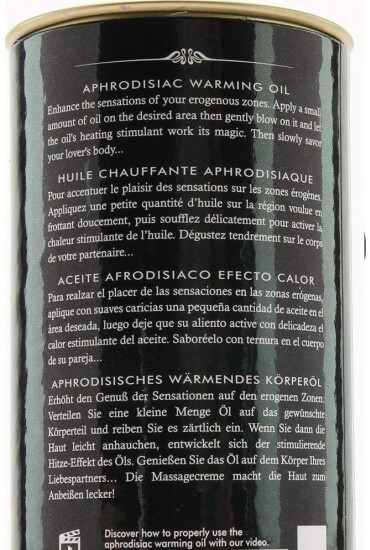 APHRODISIAC WARMING OIL
Enhance the sensations of your erogenous zones. Apply a small
amount of oil on the desired area then gently blow on it and let
the oil's heating stimulant work its magic. Then slowly savor
your lover's body...
HUILE CHAUFFANTE APHRODISIAQUE
Pour accentuer le plaisir des sensations sur les zones érogènes.
Appliquez une petite quantité d'huile sur la région voulue en
frottant doucement, puis soufflez délicatement pour activer la
chaleur stimulante de l'huile. Dégustez tendrement sur le corps
de votre partenaire...
ACEITE AFRODISIACO EFECTO CALOR
Para realzar el placer de las sensaciones en las zonas erógenas,
aplique con suaves caricias una pequeña cantidad de aceite en el
área deseada, luego deje que su aliento active con delicadeza el
calor estimulante del aceite. Saboréelo con ternura en el cuerpo
de su pareja...
APHRODISISCHES WÄRMENDES KÖRPERÖL
Erhöht den Genuß der Sensationen auf den erogenen Zonen.
Verteilen Sie eine kleine Menge Öl auf das gewünschte
Körperteil und reiben Sie es zärtlich ein. Wenn Sie dann die
Haut leicht anhauchen, entwickelt sich der stimulierende
Hitze-Effekt des Öls. Genießen Sie das Öl auf dem Körper Ihres
Liebespartners... Die Massagecreme macht die Haut zum
Anbeißen lecker!
Discover how to properly use the
aphrodisiac warming oil with our video.